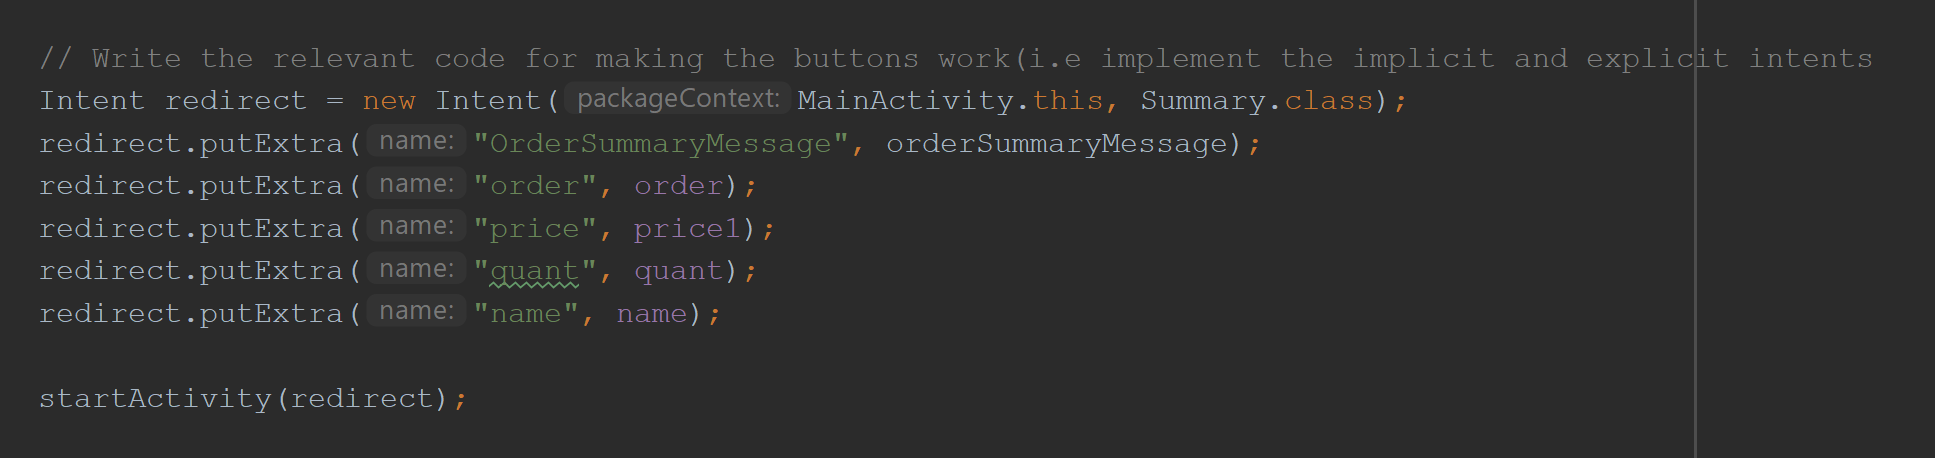 // Write the relevant code for making the buttons work(i.e implement the implicit and explicit intents
Intent redirect = new Intent( packageContext: MainActivity.this, Summary.class);
redirect.putExtra( name: "OrderSummaryMessage", orderSummaryMessage);
redirect.putExtra( name: "order", order);
redirect.putExtra( name: "price", price1);
redirect.putExtra( name: "quant", quant);
redirect.putExtra( name: "name", name);
startActivity(redirect);